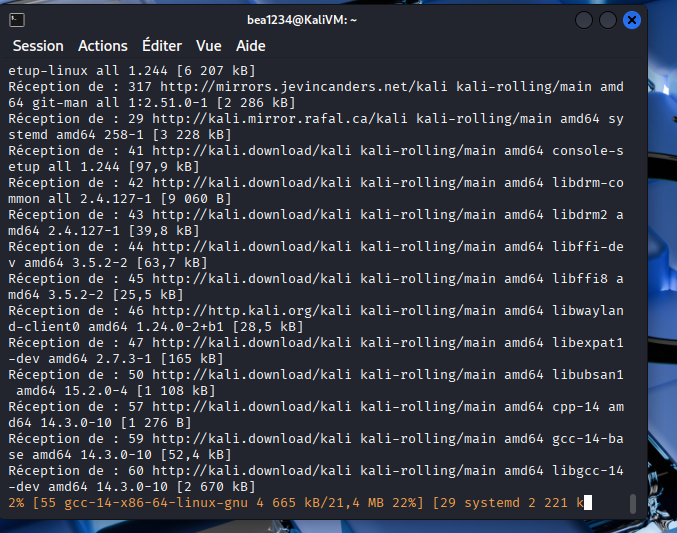 bea1234@KaliVM: ~
Session Actions Éditer Vue Aide
etup-linux all 1.244 [6 207 kB]
Réception de : 317 http://mirrors.jevincanders.net/kali kali-rolling/main amd
64 git-man all 1:2.51.0-1 [2 286 kB]
Réception de : 29 http://kali.mirror.rafal.ca/kali kali-rolling/main amd64 sy
stemd amd64 258-1 [3 228 kB]
Réception de : 41 http://kali.download/kali kali-rolling/main amd64 console-s
etup all 1.244 [97,9 kB]
Réception de : 42 http://kali.download/kali kali-rolling/main amd64 libdrm-co
mmon all 2.4.127-1 [9 060 B]
Réception de : 43 http://kali.download/kali kali-rolling/main amd64 libdrm2 a
md64 2.4.127-1 [39,8 kB]
Réception de : 44 http://kali.download/kali kali-rolling/main amd64 libffi-de
v amd64 3.5.2-2 [63,7 kB]
Réception de : 45 http://kali.download/kali kali-rolling/main amd64 libffi8 a
md64 3.5.2-2 [25,5 kB]
Réception de : 46 http://http.kali.org/kali kali-rolling/main amd64 libwaylan
d-client0 amd64 1.24.0-2+b1 [28,5 kB]
Réception de : 47 http://kali.download/kali kali-rolling/main amd64 libexpat1
-dev amd64 2.7.3-1 [165 kB]
Réception de : 50 http://kali.download/kali kali-rolling/main amd64 libubsan1
 amd64 15.2.0-4 [1 108 kB]
Réception de : 57 http://kali.download/kali kali-rolling/main amd64 cpp-14 am
d64 14.3.0-10 [1 276 B]
Réception de : 59 http://kali.download/kali kali-rolling/main amd64 gcc-14-ba
se amd64 14.3.0-10 [52,4 kB]
Réception de : 60 http://kali.download/kali kali-rolling/main amd64 libgcc-14
-dev amd64 14.3.0-10 [2 670 kB]
2% [55 gcc-14-x86-64-linux-gnu 4 665 kB/21,4 MB 22%] [29 systemd 2 221 k